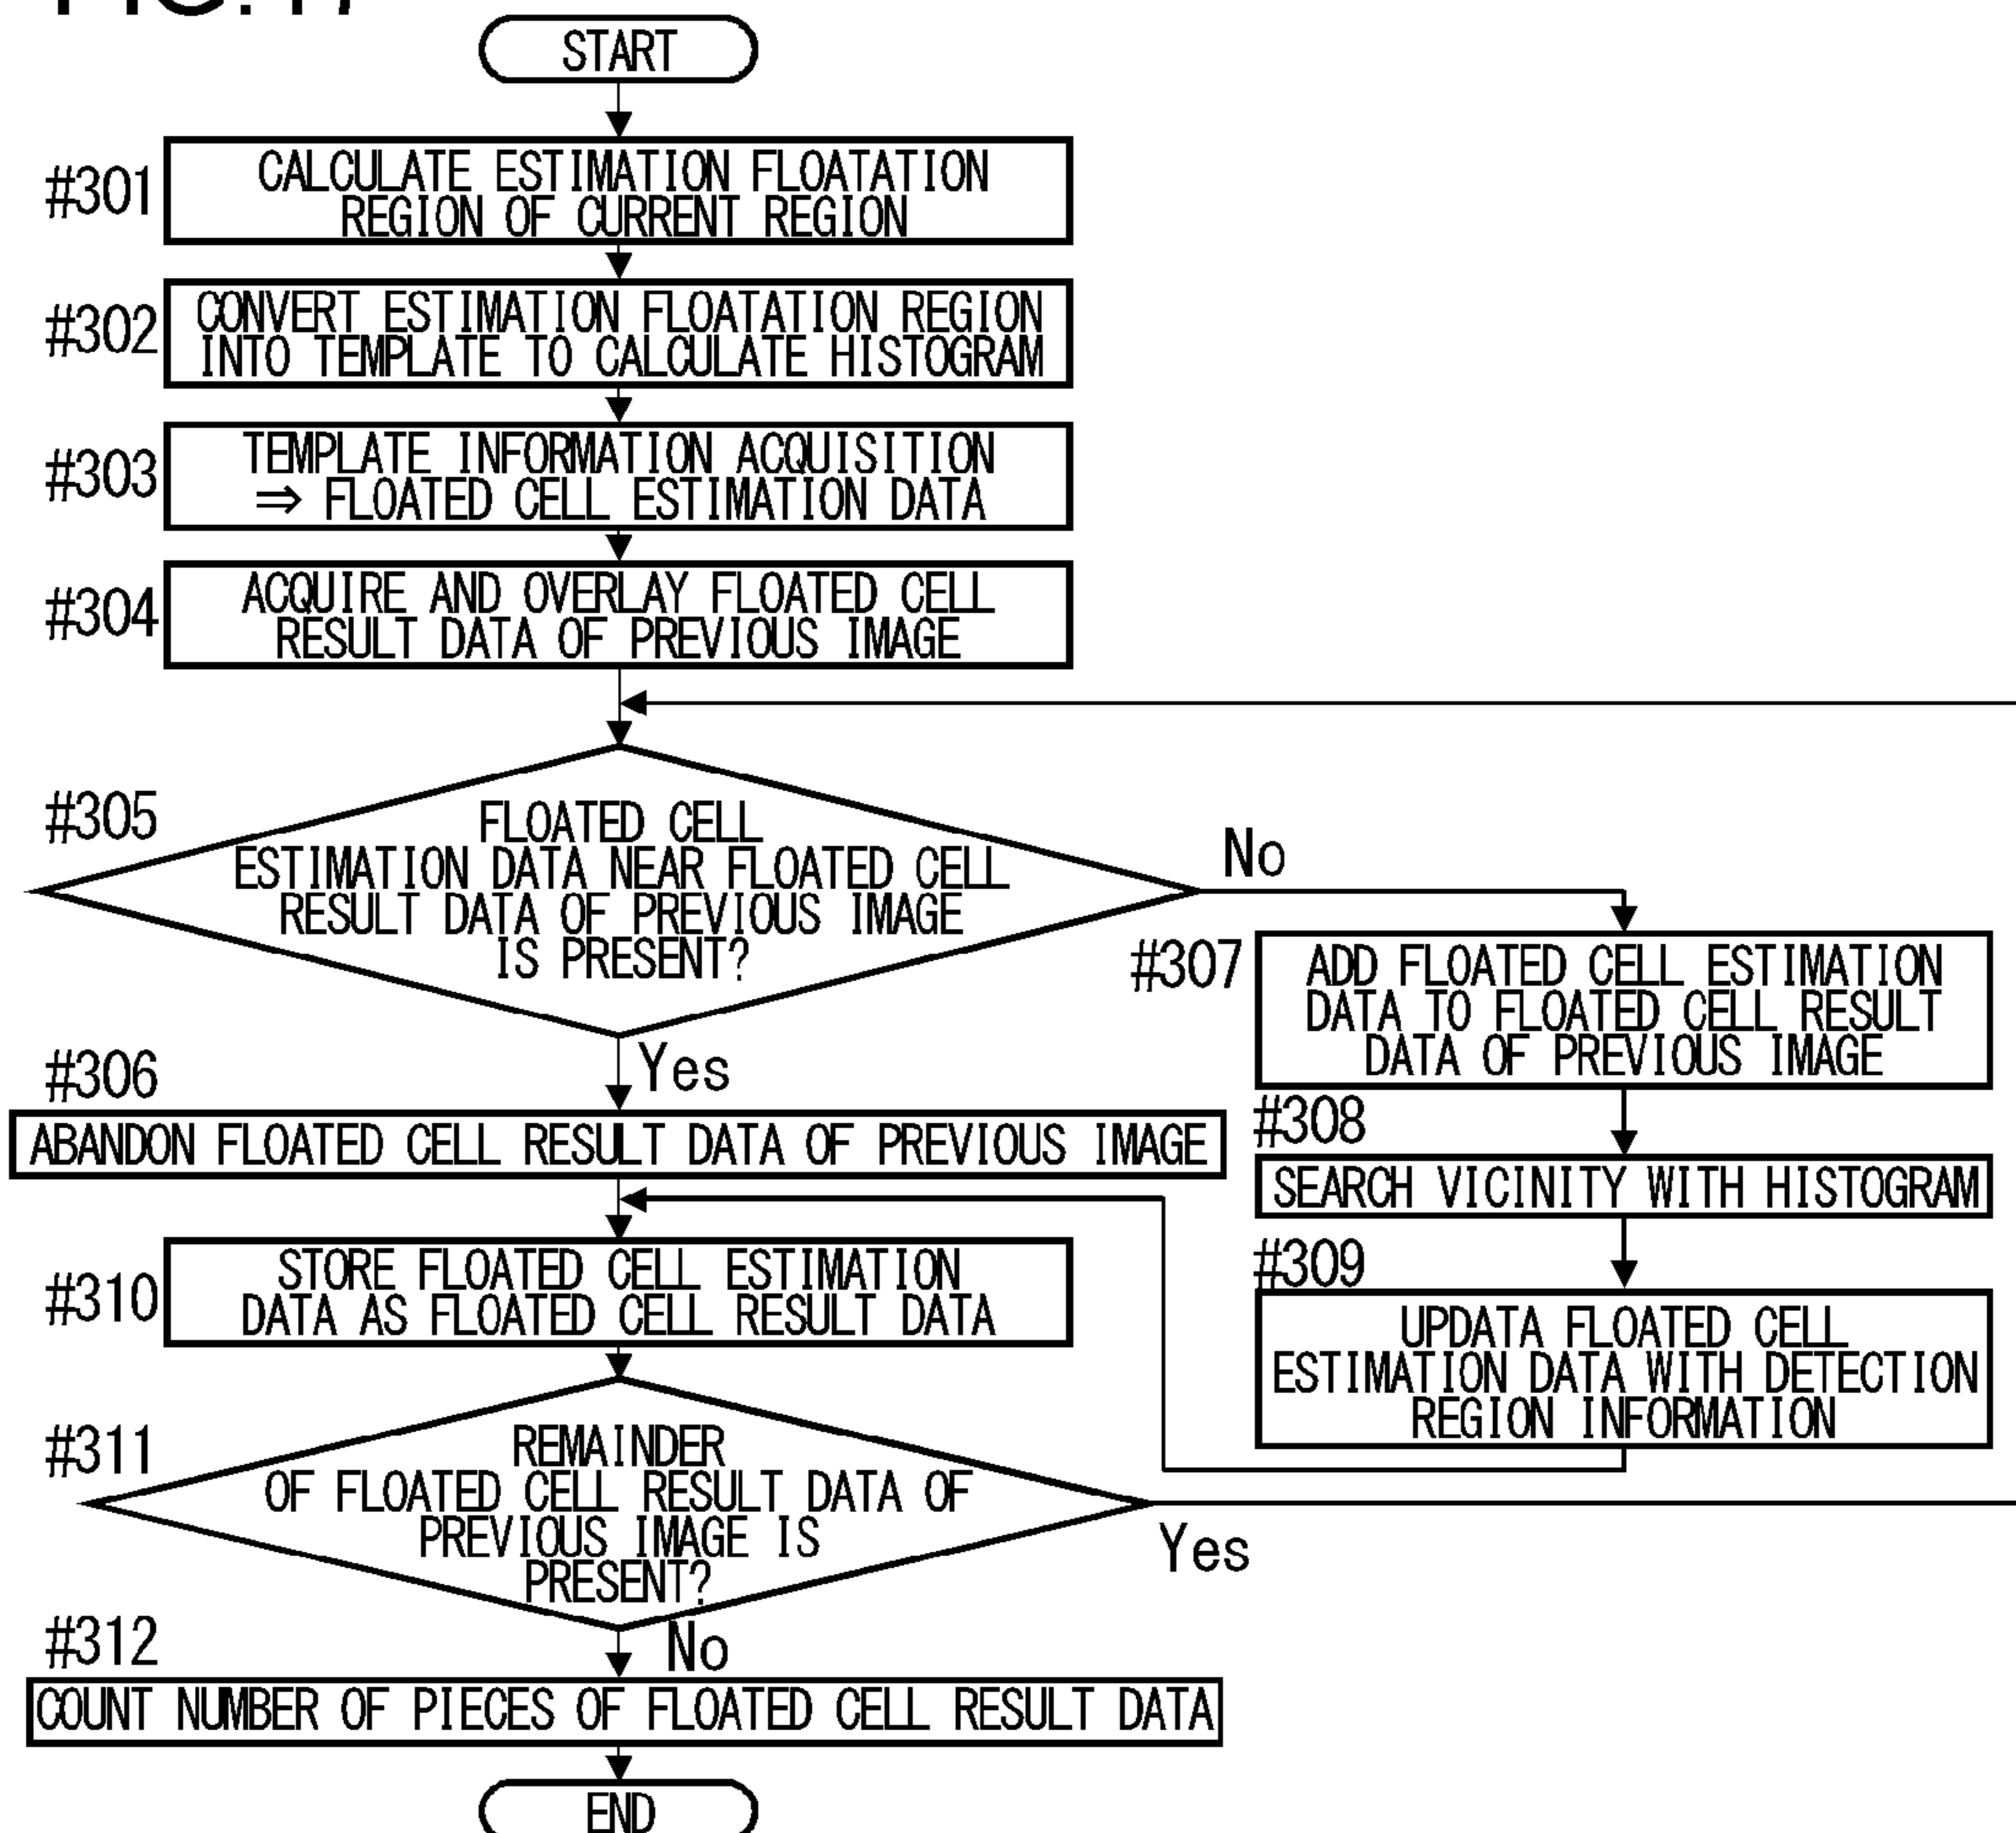 START
#301
CALCULATE ESTIMATION FLOATATION
REGION OF CURRENT REGION
#302
CONVERT ESTIMATION FLOATATION REGION
INTO TEMPLATE TO CALCULATE HISTOGRAM
#303
TEMPLATE INFORMATION ACQUISITION
⇒ FLOATED CELL ESTIMATION DATA
#304
ACQUIRE AND OVERLAY FLOATED CELL
RESULT DATA OF PREVIOUS IMAGE
#305
FLOATED CELL
ESTIMATION DATA NEAR FLOATED CELL
RESULT DATA OF PREVIOUS IMAGE
IS PRESENT?
No
Yes
#306
ABANDON FLOATED CELL RESULT DATA OF PREVIOUS IMAGE
#307
ADD FLOATED CELL ESTIMATION
DATA TO FLOATED CELL RESULT
DATA OF PREVIOUS IMAGE
#308
SEARCH VICINITY WITH HISTOGRAM
#309
UPDATA FLOATED CELL
ESTIMATION DATA WITH DETECTION
REGION INFORMATION
#310
STORE FLOATED CELL ESTIMATION
DATA AS FLOATED CELL RESULT DATA
#311
REMAINDER
OF FLOATED CELL RESULT DATA OF
PREVIOUS IMAGE IS
PRESENT?
Yes
No
#312
COUNT NUMBER OF PIECES OF FLOATED CELL RESULT DATA
END